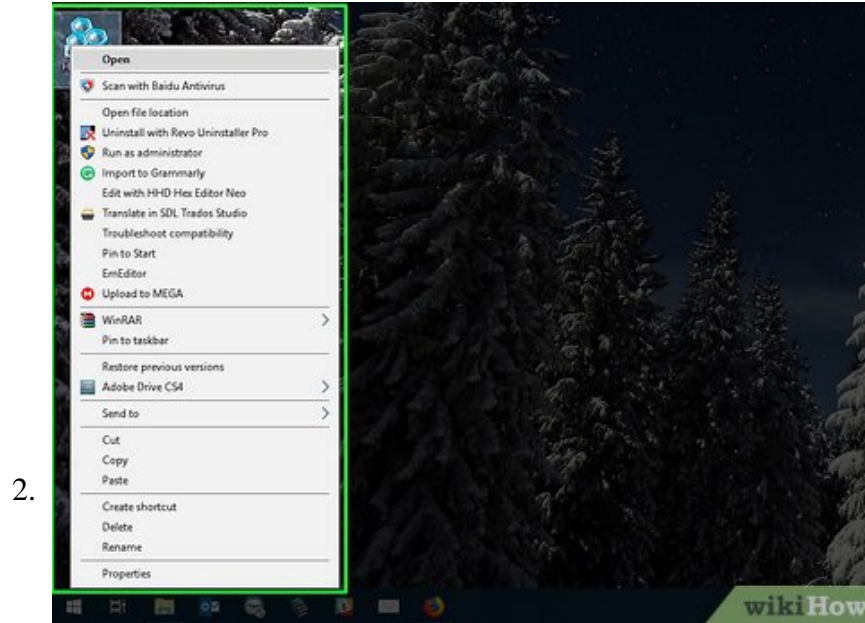 Open
Scan with Baidu Antivirus
Open file location
Uninstall with Revo Uninstaller Pro
Run as administrator
Import to Grammarly
Edit with HHD Hex Editor Neo
Translate in SDL Trados Studio
Troubleshoot compatibility
Pin to Start
EmEditor
Upload to MEGA
WinRAR
Pin to taskbar
Restore previous versions
Adobe Drive CS4
Send to
Cut
Copy
Paste
2.
Create shortcut
Delete
Rename
Properties
wikiHow